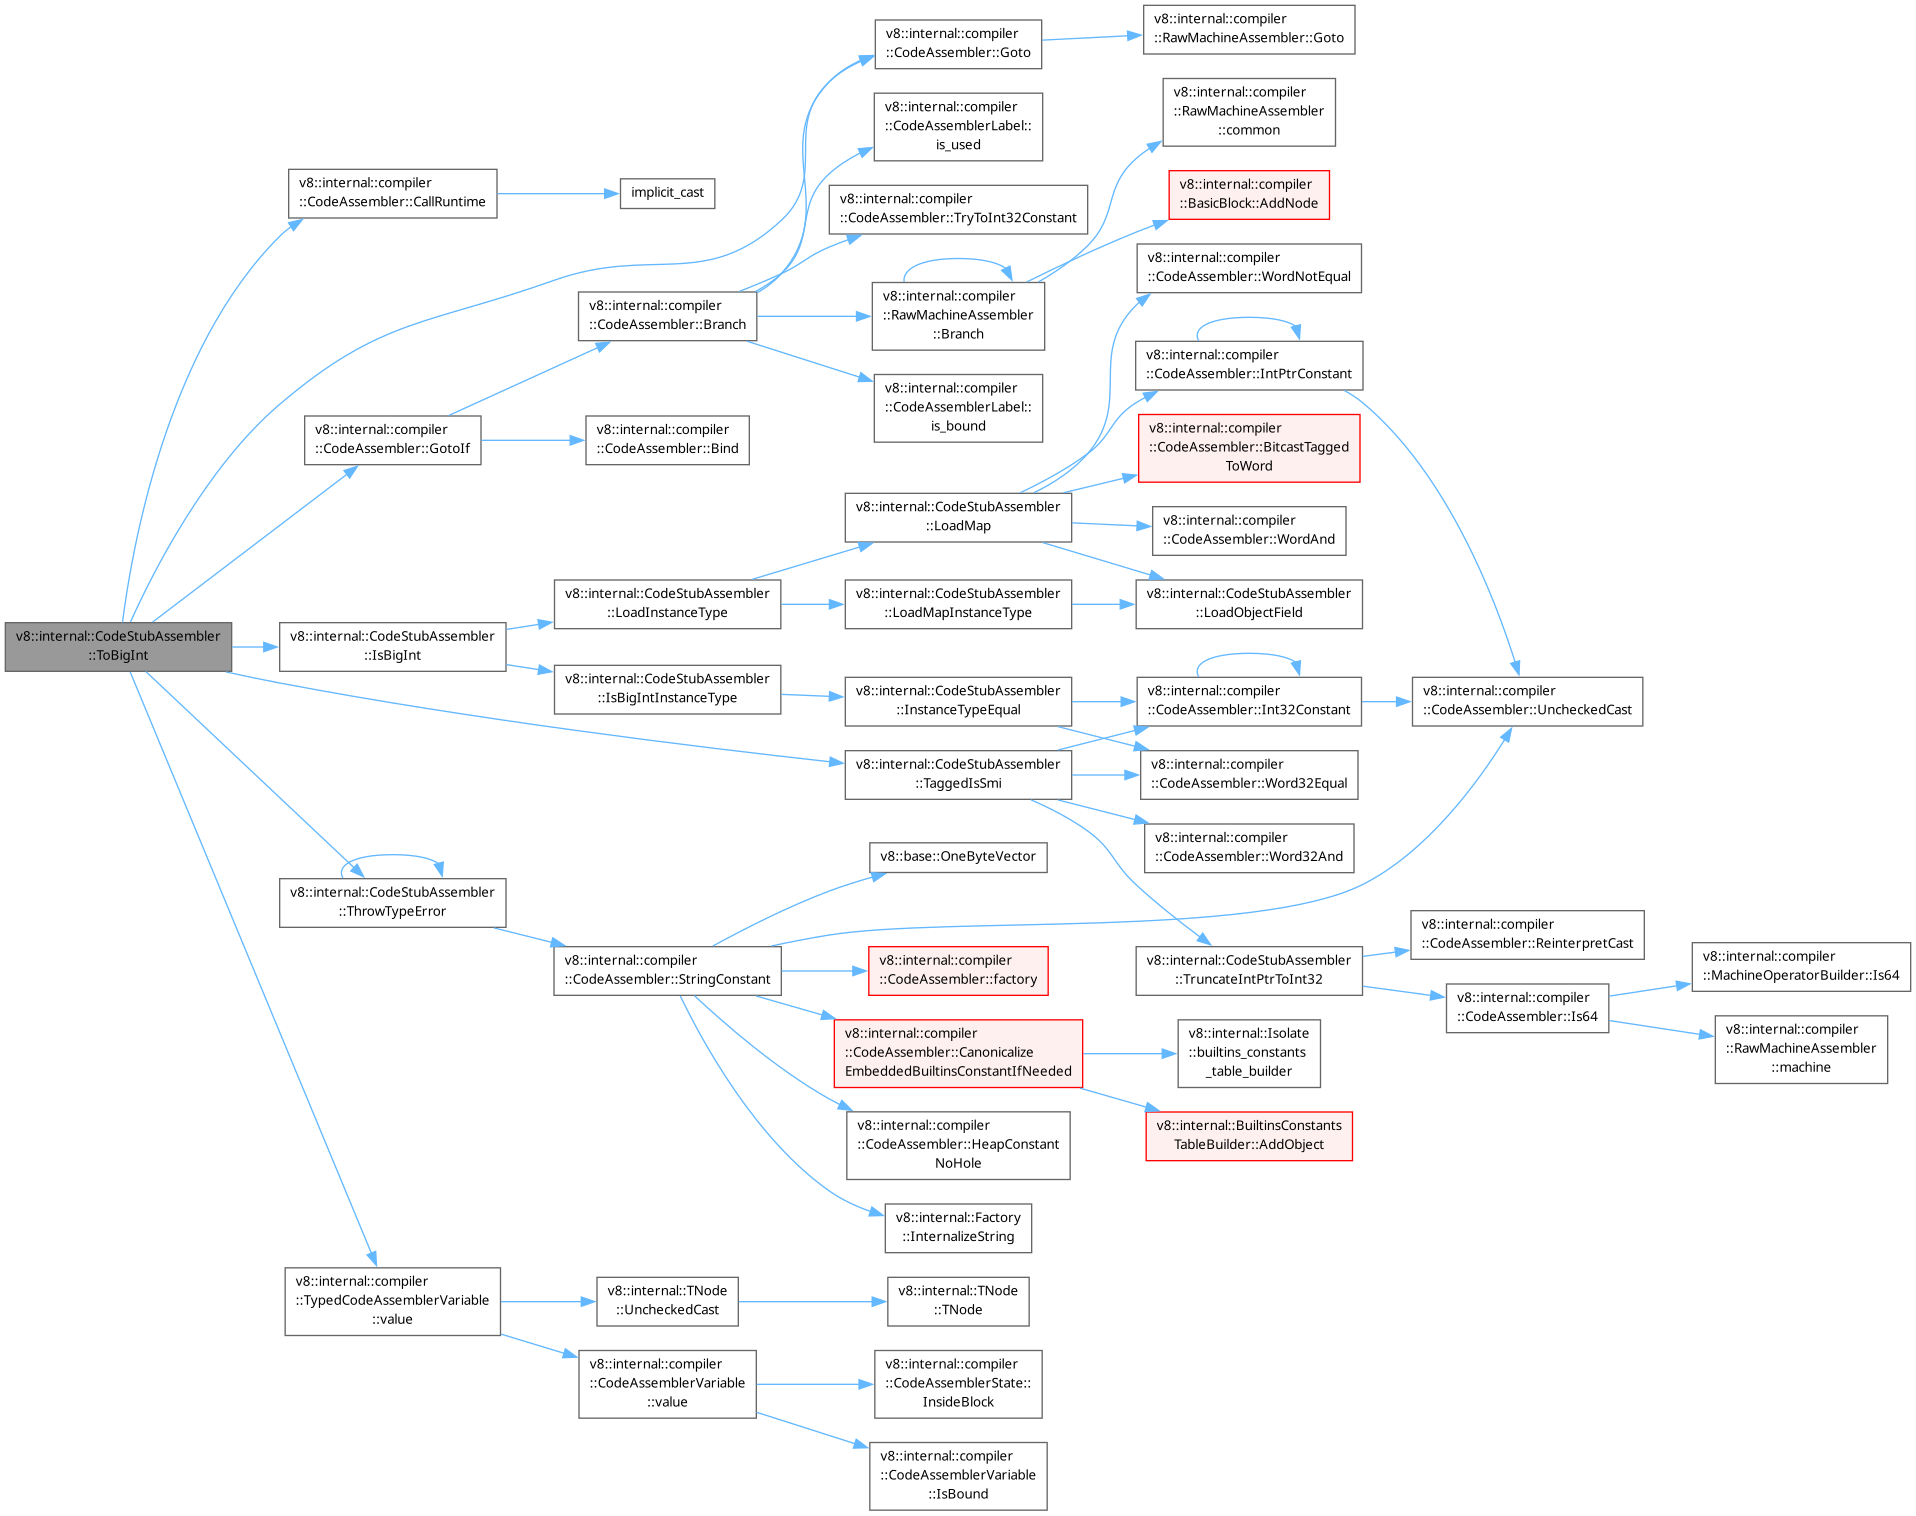 v8::internal::CodeStubAssembler
::ToBigInt
v8::internal::compiler
::CodeAssembler::CallRuntime
implicit_cast
v8::internal::compiler
::CodeAssembler::Goto
v8::internal::compiler
::RawMachineAssembler::Goto
v8::internal::compiler
::CodeAssembler::GotoIf
v8::internal::compiler
::CodeAssembler::Branch
v8::internal::compiler
::CodeAssemblerLabel::
is_used
v8::internal::compiler
::CodeAssembler::TryToInt32Constant
v8::internal::compiler
::RawMachineAssembler
::Branch
v8::internal::compiler
::CodeAssemblerLabel::
is_bound
v8::internal::compiler
::RawMachineAssembler
::common
v8::internal::compiler
::BasicBlock::AddNode
v8::internal::compiler
::CodeAssembler::Bind
v8::internal::CodeStubAssembler
::IsBigInt
v8::internal::CodeStubAssembler
::LoadInstanceType
v8::internal::CodeStubAssembler
::LoadMap
v8::internal::compiler
::CodeAssembler::WordNotEqual
v8::internal::compiler
::CodeAssembler::IntPtrConstant
v8::internal::compiler
::CodeAssembler::BitcastTagged
ToWord
v8::internal::compiler
::CodeAssembler::WordAnd
v8::internal::CodeStubAssembler
::LoadMapInstanceType
v8::internal::CodeStubAssembler
::LoadObjectField
v8::internal::CodeStubAssembler
::IsBigIntInstanceType
v8::internal::CodeStubAssembler
::InstanceTypeEqual
v8::internal::compiler
::CodeAssembler::Int32Constant
v8::internal::compiler
::CodeAssembler::UncheckedCast
v8::internal::CodeStubAssembler
::TaggedIsSmi
v8::internal::compiler
::CodeAssembler::Word32Equal
v8::internal::compiler
::CodeAssembler::Word32And
v8::internal::CodeStubAssembler
::TruncateIntPtrToInt32
v8::internal::compiler
::CodeAssembler::ReinterpretCast
v8::internal::compiler
::CodeAssembler::Is64
v8::internal::compiler
::MachineOperatorBuilder::Is64
v8::internal::compiler
::RawMachineAssembler
::machine
v8::internal::CodeStubAssembler
::ThrowTypeError
v8::internal::compiler
::CodeAssembler::StringConstant
v8::base::OneByteVector
v8::internal::compiler
::CodeAssembler::factory
v8::internal::compiler
::CodeAssembler::Canonicalize
EmbeddedBuiltinsConstantIfNeeded
v8::internal::Isolate
::builtins_constants
_table_builder
v8::internal::BuiltinsConstants
TableBuilder::AddObject
v8::internal::compiler
::CodeAssembler::HeapConstant
NoHole
v8::internal::Factory
::InternalizeString
v8::internal::compiler
::TypedCodeAssemblerVariable
::value
v8::internal::TNode
::UncheckedCast
v8::internal::TNode
::TNode
v8::internal::compiler
::CodeAssemblerVariable
::value
v8::internal::compiler
::CodeAssemblerState::
InsideBlock
v8::internal::compiler
::CodeAssemblerVariable
::IsBound